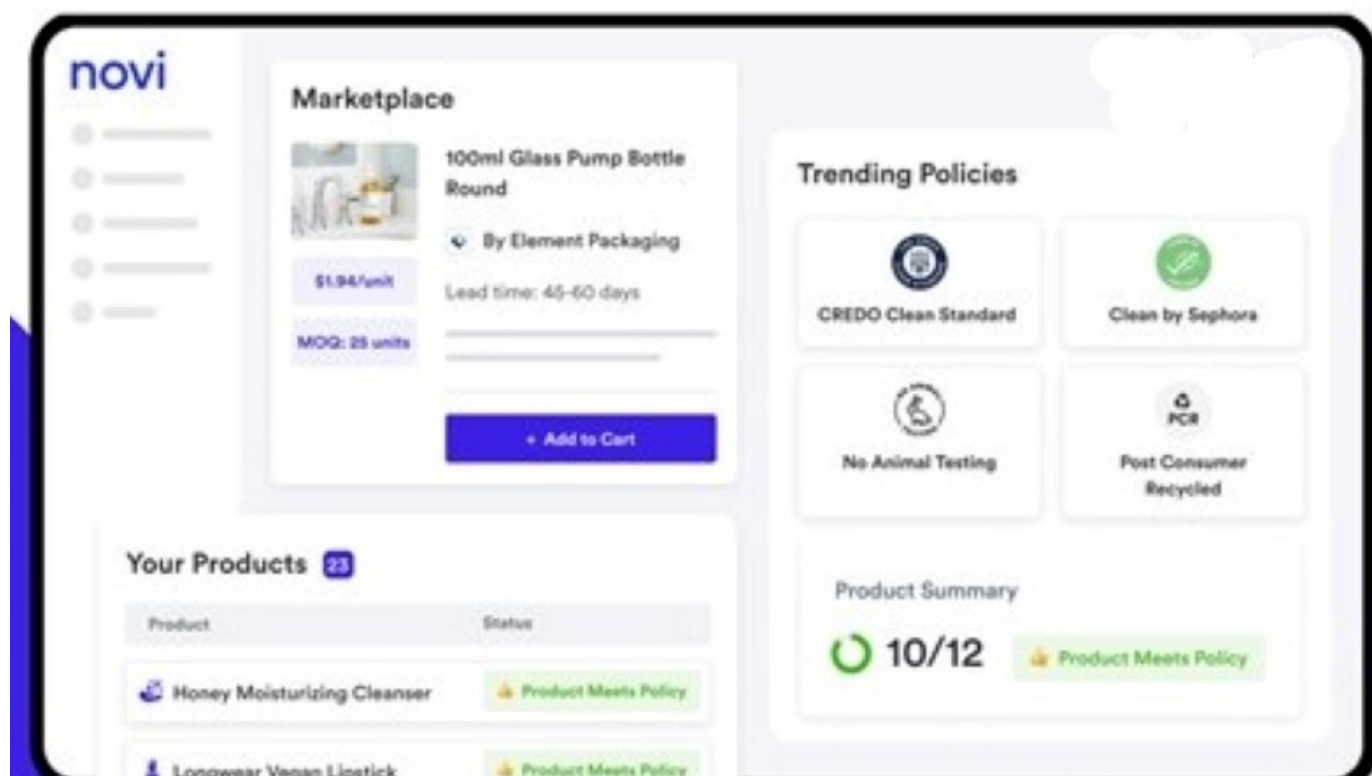 novi
Marketplace
100ml Glass Pump Bottle
Round
By Element Packaging
$1.94/unit
Lead time: 45-60 days
MOQ: 25 units
+ Add to Cart
Trending Policies
CREDO Clean Standard
Clean by Sephora
PCR
No Animal Testing
Post Consumer
Recycled
Your Products 23
Product Status
Honey Moisturizing Cleanser Product Meets Policy
Longwear Vegan Lipstick Product Meets Policy
Product Summary
10/12 Product Meets Policy